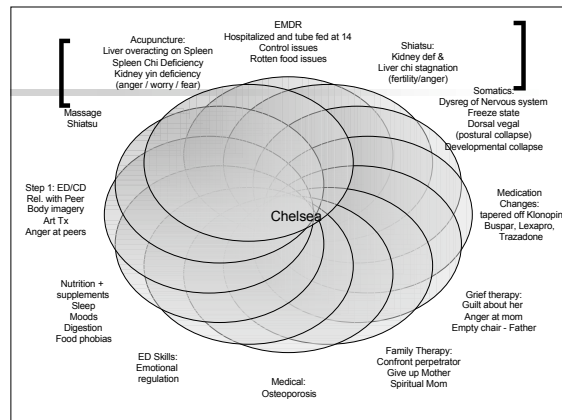 EMDR
Hospitalized and tube fed at 14
Control issues
Rotten food issues
Acupuncture:
Liver overacting on Spleen
Spleen Chi Deficiency
Kidney yin deficiency
(anger / worry / fear)
Shiatsu:
Kidney def &
Liver chi stagnation
(fertility/anger)
Somatics:
Dysreg of Nervous system
Freeze state
Dorsal vegal
(postural collapse)
Developmental collapse
Massage
Shiatsu
Step 1: ED/CD
Rel. with Peer
Body imagery
Art Tx
Anger at peers
Chelsea
Medication
Changes:
tapered off Klonopin
Buspar, Lexapro,
Trazadone
Nutrition +
supplements
Sleep
Moods
Digestion
Food phobias
Grief therapy:
Guilt about her
Anger at mom
Empty chair - Father
ED Skills:
Emotional
regulation
Medical:
Osteoporosis
Family Therapy:
Confront perpetrator
Give up Mother
Spiritual Mom